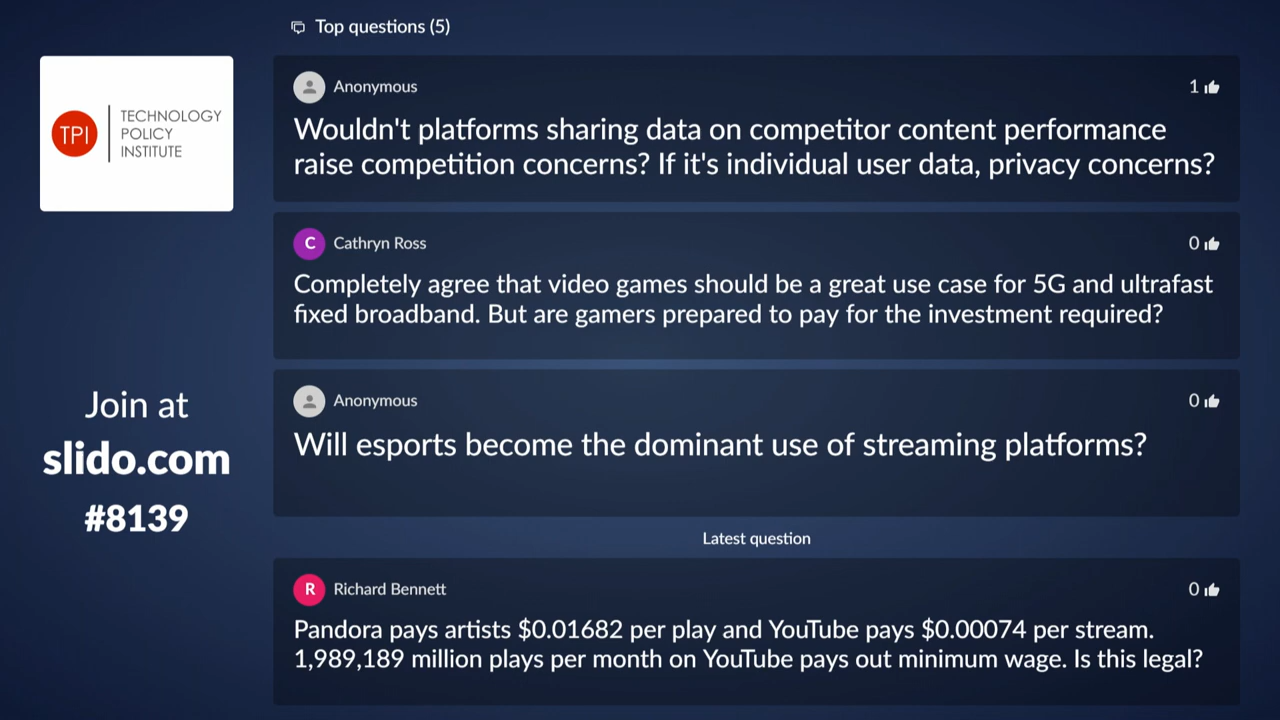 Top questions (5)
TPI
TECHNOLOGY
POLICY
INSTITUTE
Anonymous
1
Wouldn't platforms sharing data on competitor content performance
raise competition concerns? If it's individual user data, privacy concerns?
C
Cathryn Ross
0
Completely agree that video games should be a great use case for 5G and ultrafast
fixed broadband. But are gamers prepared to pay for the investment required?
Anonymous
0
Will esports become the dominant use of streaming platforms?
Join at
slido.com
#8139
Latest question
R
Richard Bennett
0
Pandora pays artists $0.01682 per play and YouTube pays $0.00074 per stream.
1,989,189 million plays per month on YouTube pays out minimum wage. Is this legal?